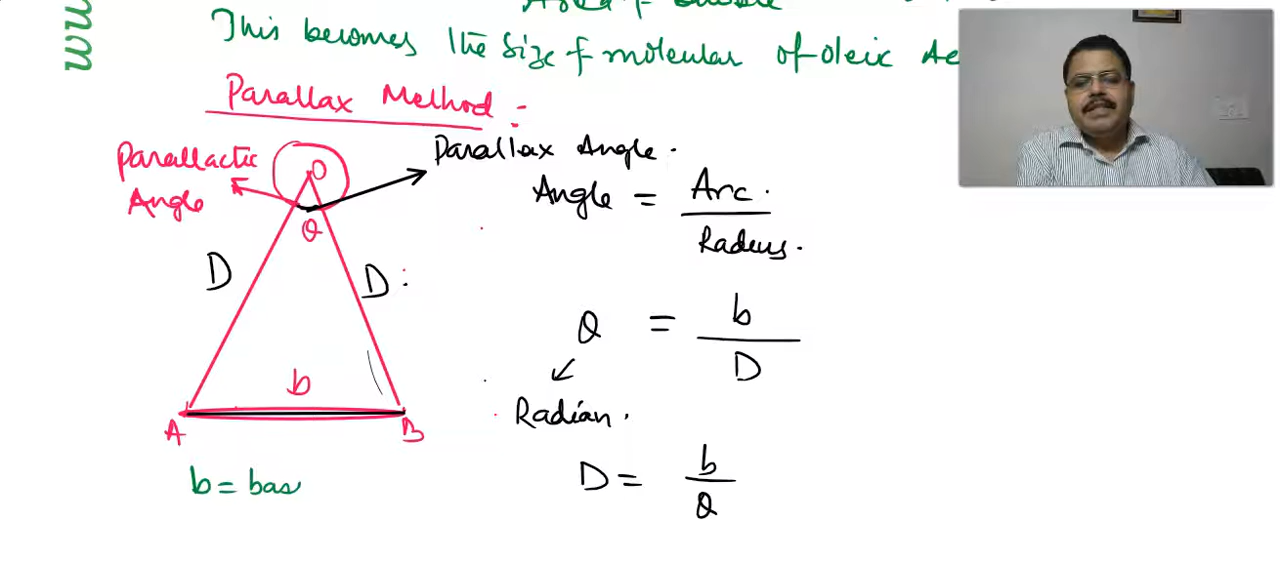 This becomes the size of molecular of oleic
Parallax Method :
Parallactic
Angle
O
Parallax Angle.
θ
Angle = Arc.
Radius.
D
D :
θ = b
D
Radian.
b
A
B
D = b
θ
b = bas